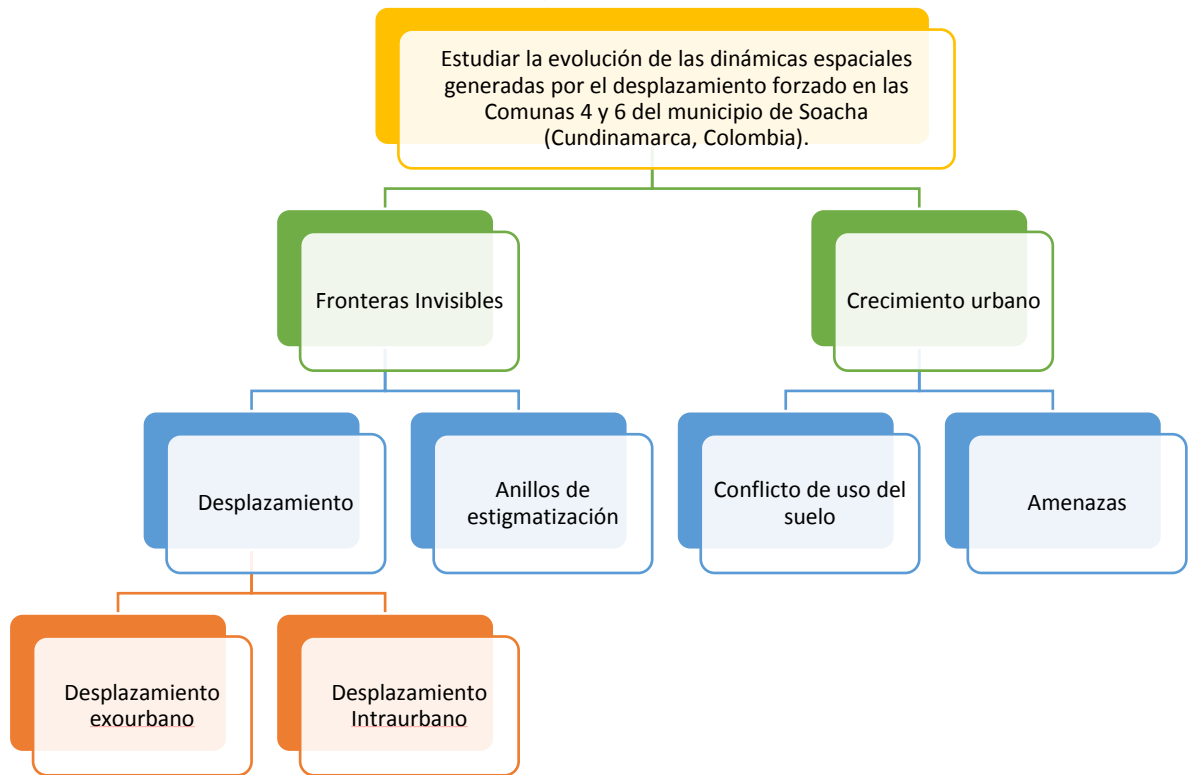 Estudiar la evolución de las dinámicas espaciales
generadas por el desplazamiento forzado en las
Comunas 4 y 6 del municipio de Soacha
(Cundinamarca, Colombia).
Fronteras Invisibles
Crecimiento urbano
Desplazamiento
Anillos de
estigmatización
Conflicto de uso del
suelo
Amenazas
Desplazamiento
exourbano
Desplazamiento
Intraurbano